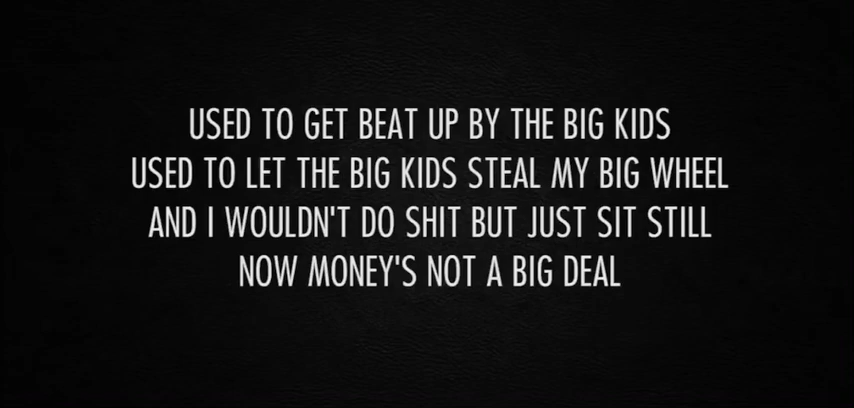 USED TO GET BEAT UP BY THE BIG KIDS
USED TO LET THE BIG KIDS STEAL MY BIG WHEEL
AND I WOULDN'T DO SHIT BUT JUST SIT STILL
NOW MONEY'S NOT A BIG DEAL